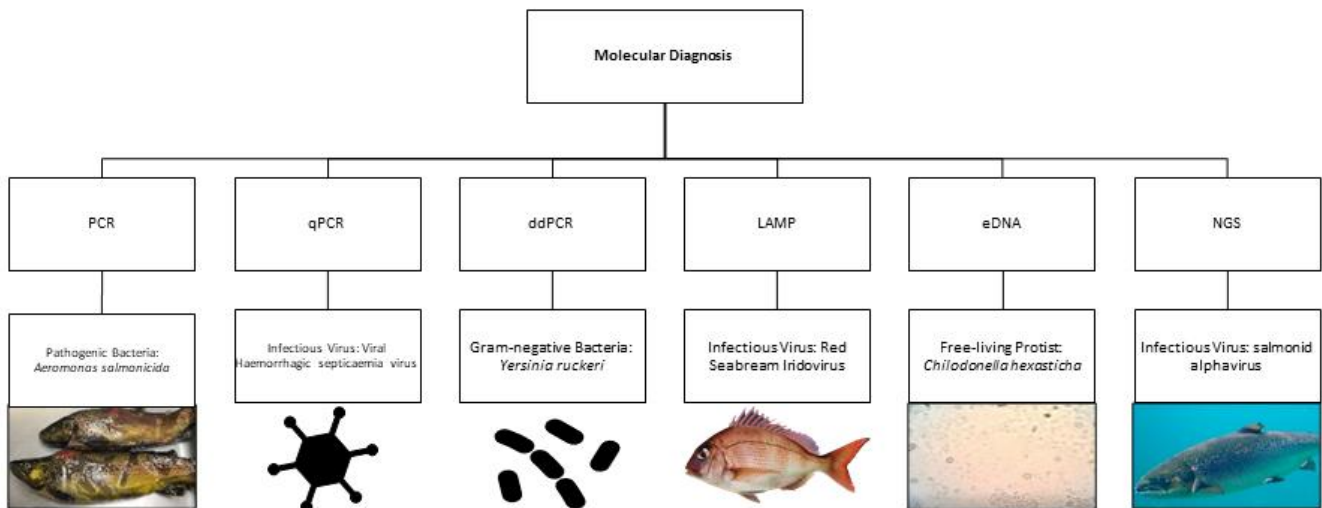 Molecular Diagnosis
PCR
qPCR
ddPCR
LAMP
eDNA
NGS
Pathogenic Bacteria:
Aeromonas salmonicida
Infectious Virus: Viral
Haemorrhagic septicaemia virus
Gram-negative Bacteria:
Yersinia ruckeri
Infectious Virus: Red
Seabream Iridovirus
Free-living Protist:
Chilodonella hexasticha
Infectious Virus: salmonid
alphavirus